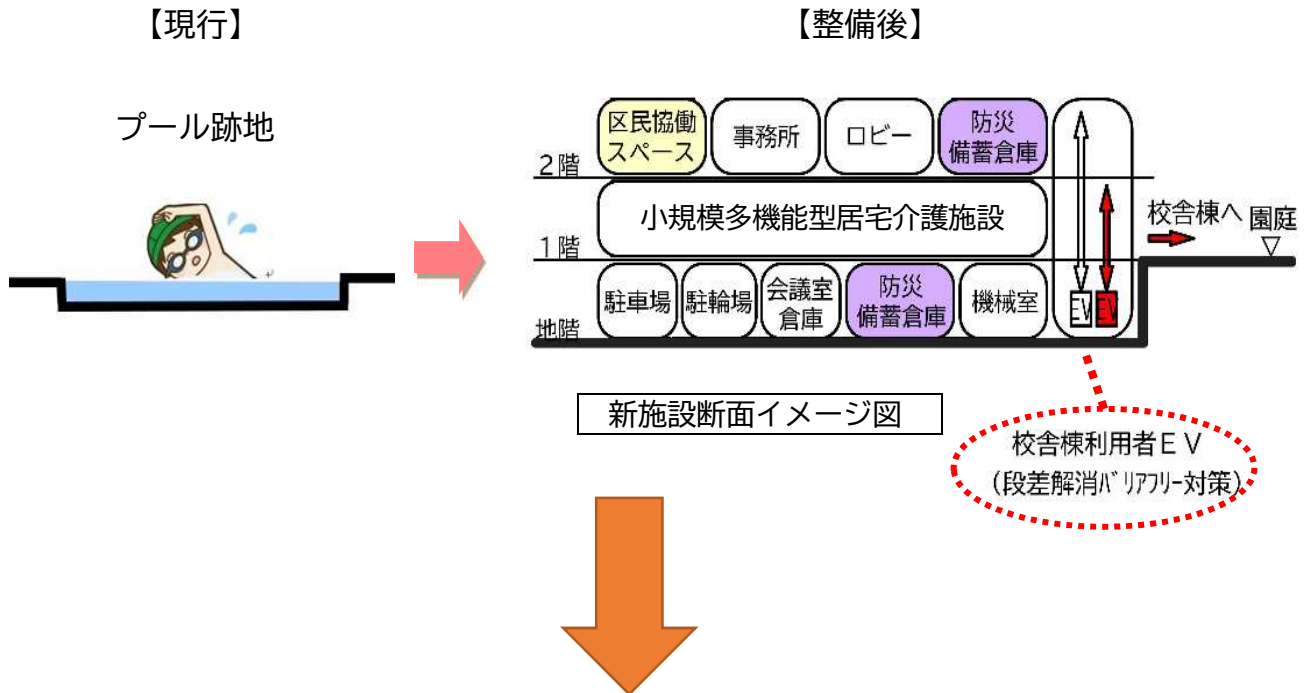 【現行】
【整備後】
プール跡地
区民協働
スペース
事務所
ロビー
防災
備蓄倉庫
2階
小規模多機能型居宅介護施設
1階
校舎棟へ
園庭
▽
駐車場
駐輪場
会議室
倉庫
防災
備蓄倉庫
機械室
EV
EV
地階
新施設断面イメージ図
校舎棟利用者EV
(段差解消バリアフリー対策)